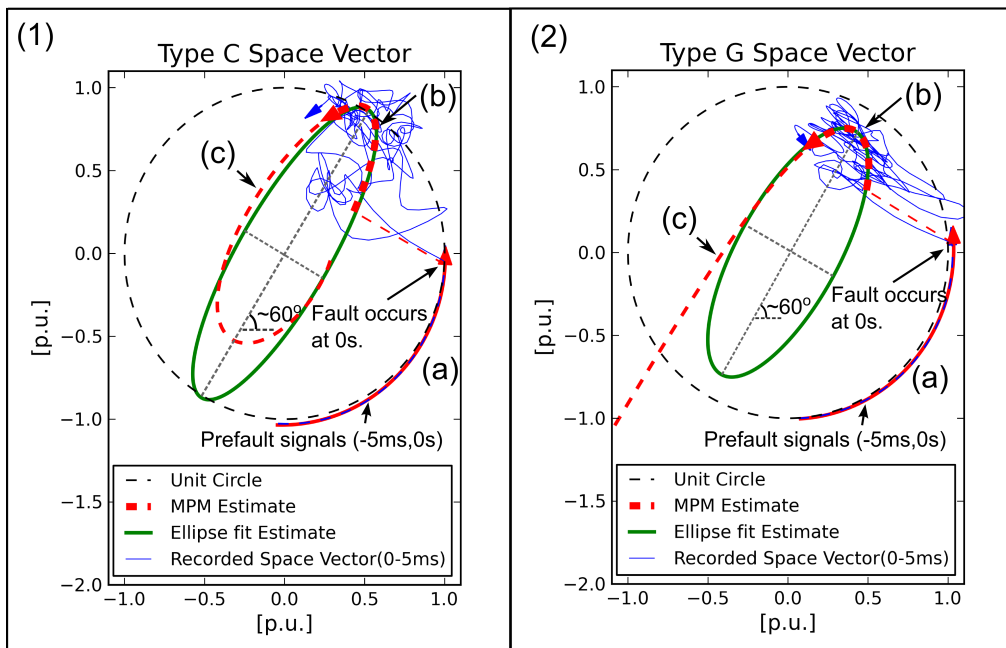 (1)
Type C Space Vector
1.0
0.5
0.0
−0.5
−1.0
−1.5
−2.0
[p.u.]
(b)
(c)
~60°
Fault occurs
at 0s.
(a)
Prefault signals (-5ms,0s)
Unit Circle
MPM Estimate
Ellipse fit Estimate
Recorded Space Vector(0-5ms)
−1.0
−0.5
0.0
0.5
1.0
[p.u.]
(2)
Type G Space Vector
1.0
0.5
0.0
−0.5
−1.0
−1.5
−2.0
[p.u.]
(b)
(c)
~60°
Fault occurs
at 0s.
(a)
Prefault signals (-5ms,0s)
Unit Circle
MPM Estimate
Ellipse fit Estimate
Recorded Space Vector(0-5ms)
−1.0
−0.5
0.0
0.5
1.0
[p.u.]